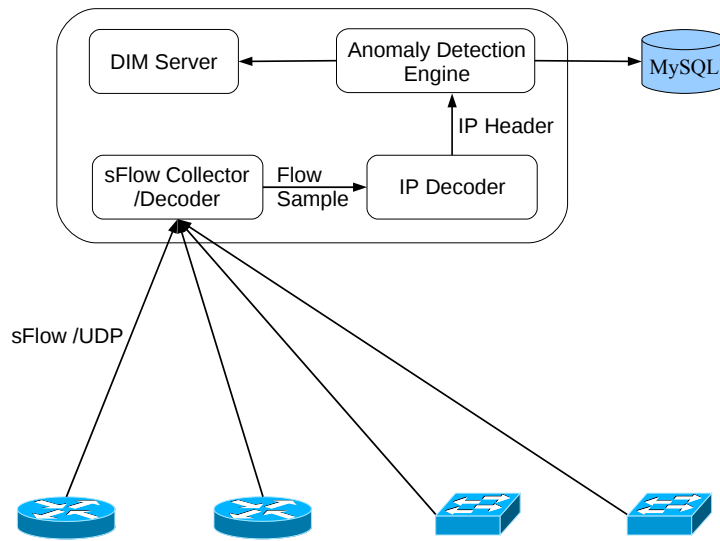 DIM Server
Anomaly Detection
Engine
MySQL
IP Header
sFlow Collector
/Decoder
Flow
Sample
IP Decoder
sFlow /UDP